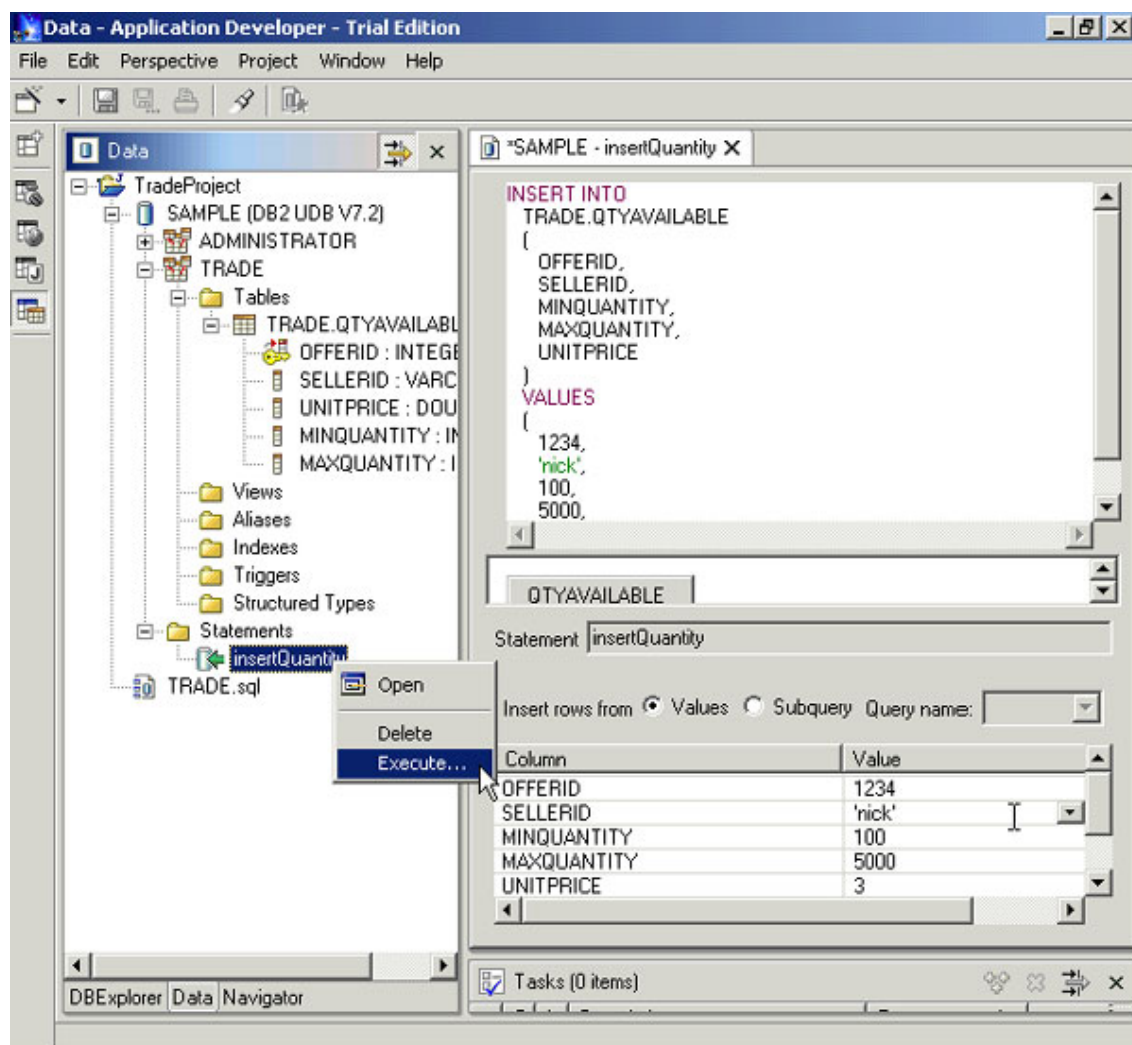 Data - Application Developer - Trial Edition
File Edit Perspective Project Window Help
Data
*SAMPLE - insertQuantity
TradeProject
SAMPLE (DB2 UDB V7.2)
ADMINISTRATOR
TRADE
Tables
TRADE.QTYAVAILABL
OFFERID : INTEGE
SELLERID : VARC
UNITPRICE : DOU
MINQUANTITY : IN
MAXQUANTITY : I
Views
Aliases
Indexes
Triggers
Structured Types
Statements
insertQuantity
TRADE.sql
Open
Delete
Execute...
DBExplorer Data Navigator
INSERT INTO
TRADE.QTYAVAILABLE
(
OFFERID,
SELLERID,
MINQUANTITY,
MAXQUANTITY,
UNITPRICE
)
VALUES
(
1234,
'nick',
100,
5000,
QTYAVAILABLE
Statement insertQuantity
Insert rows from Values Subquery Query name:
Column Value
OFFERID 1234
SELLERID 'nick'
MINQUANTITY 100
MAXQUANTITY 5000
UNITPRICE 3
Tasks (0 items)